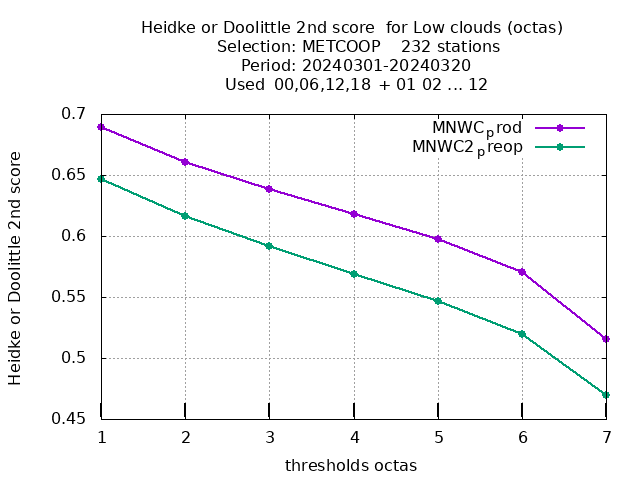 Heidke or Doolittle 2nd score  for Low clouds (octas)
Selection: METCOOP    232 stations
Period: 20240301-20240320
Used  00,06,12,18 + 01 02 ... 12
MNWCprod
MNWC2preop
Heidke or Doolittle 2nd score
0.7
0.65
0.6
0.55
0.5
0.45
1 2 3 4 5 6 7
thresholds octas